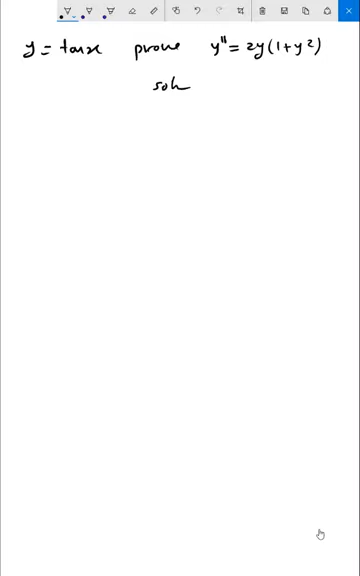 y = tanx prove y" = 2y(1+y²)
soln